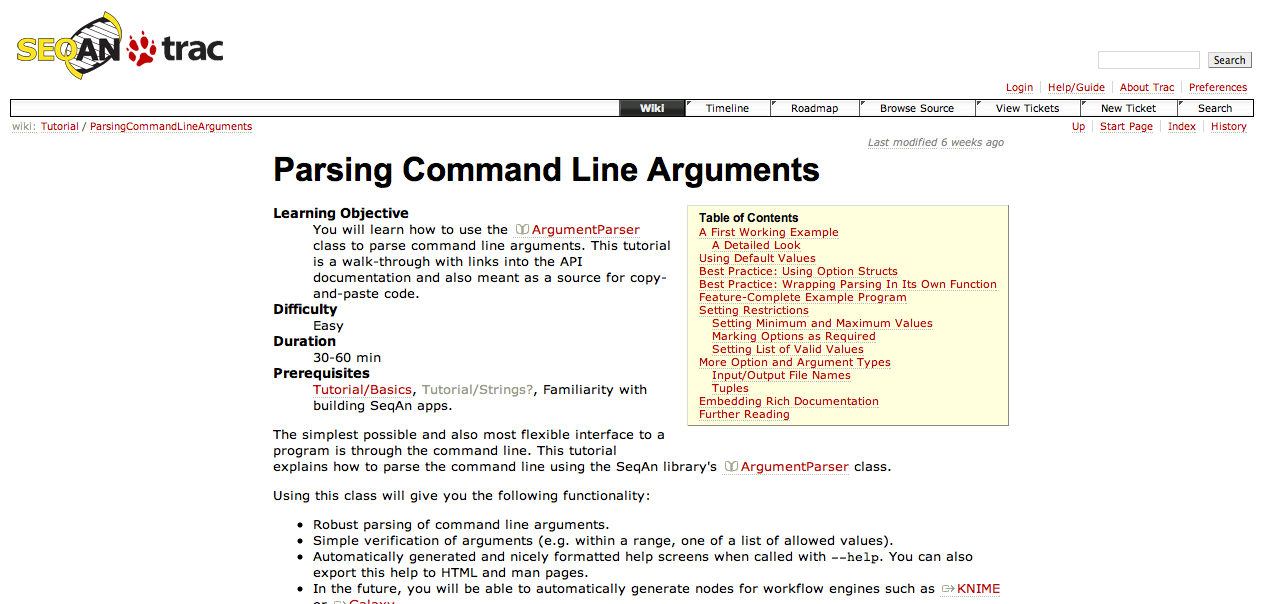 SEQAN trac
Search
Login Help/Guide About Trac Preferences
Wiki Timeline Roadmap Browse Source View Tickets New Ticket Search
wiki: Tutorial / ParsingCommandLineArguments
Up Start Page Index History
Last modified 6 weeks ago
Parsing Command Line Arguments
Learning Objective
You will learn how to use the ArgumentParser
class to parse command line arguments. This tutorial
is a walk-through with links into the API
documentation and also meant as a source for copy-
and-paste code.
Difficulty
Easy
Duration
30-60 min
Prerequisites
Tutorial/Basics, Tutorial/Strings?, Familiarity with
building SeqAn apps.
Table of Contents
A First Working Example
A Detailed Look
Using Default Values
Best Practice: Using Option Structs
Best Practice: Wrapping Parsing In Its Own Function
Feature-Complete Example Program
Setting Restrictions
Setting Minimum and Maximum Values
Marking Options as Required
Setting List of Valid Values
More Option and Argument Types
Input/Output File Names
Tuples
Embedding Rich Documentation
Further Reading
The simplest possible and also most flexible interface to a
program is through the command line. This tutorial
explains how to parse the command line using the SeqAn library's ArgumentParser class.
Using this class will give you the following functionality:
• Robust parsing of command line arguments.
• Simple verification of arguments (e.g. within a range, one of a list of allowed values).
• Automatically generated and nicely formatted help screens when called with --help. You can also
export this help to HTML and man pages.
• In the future, you will be able to automatically generate nodes for workflow engines such as KNIME
or Galaxy